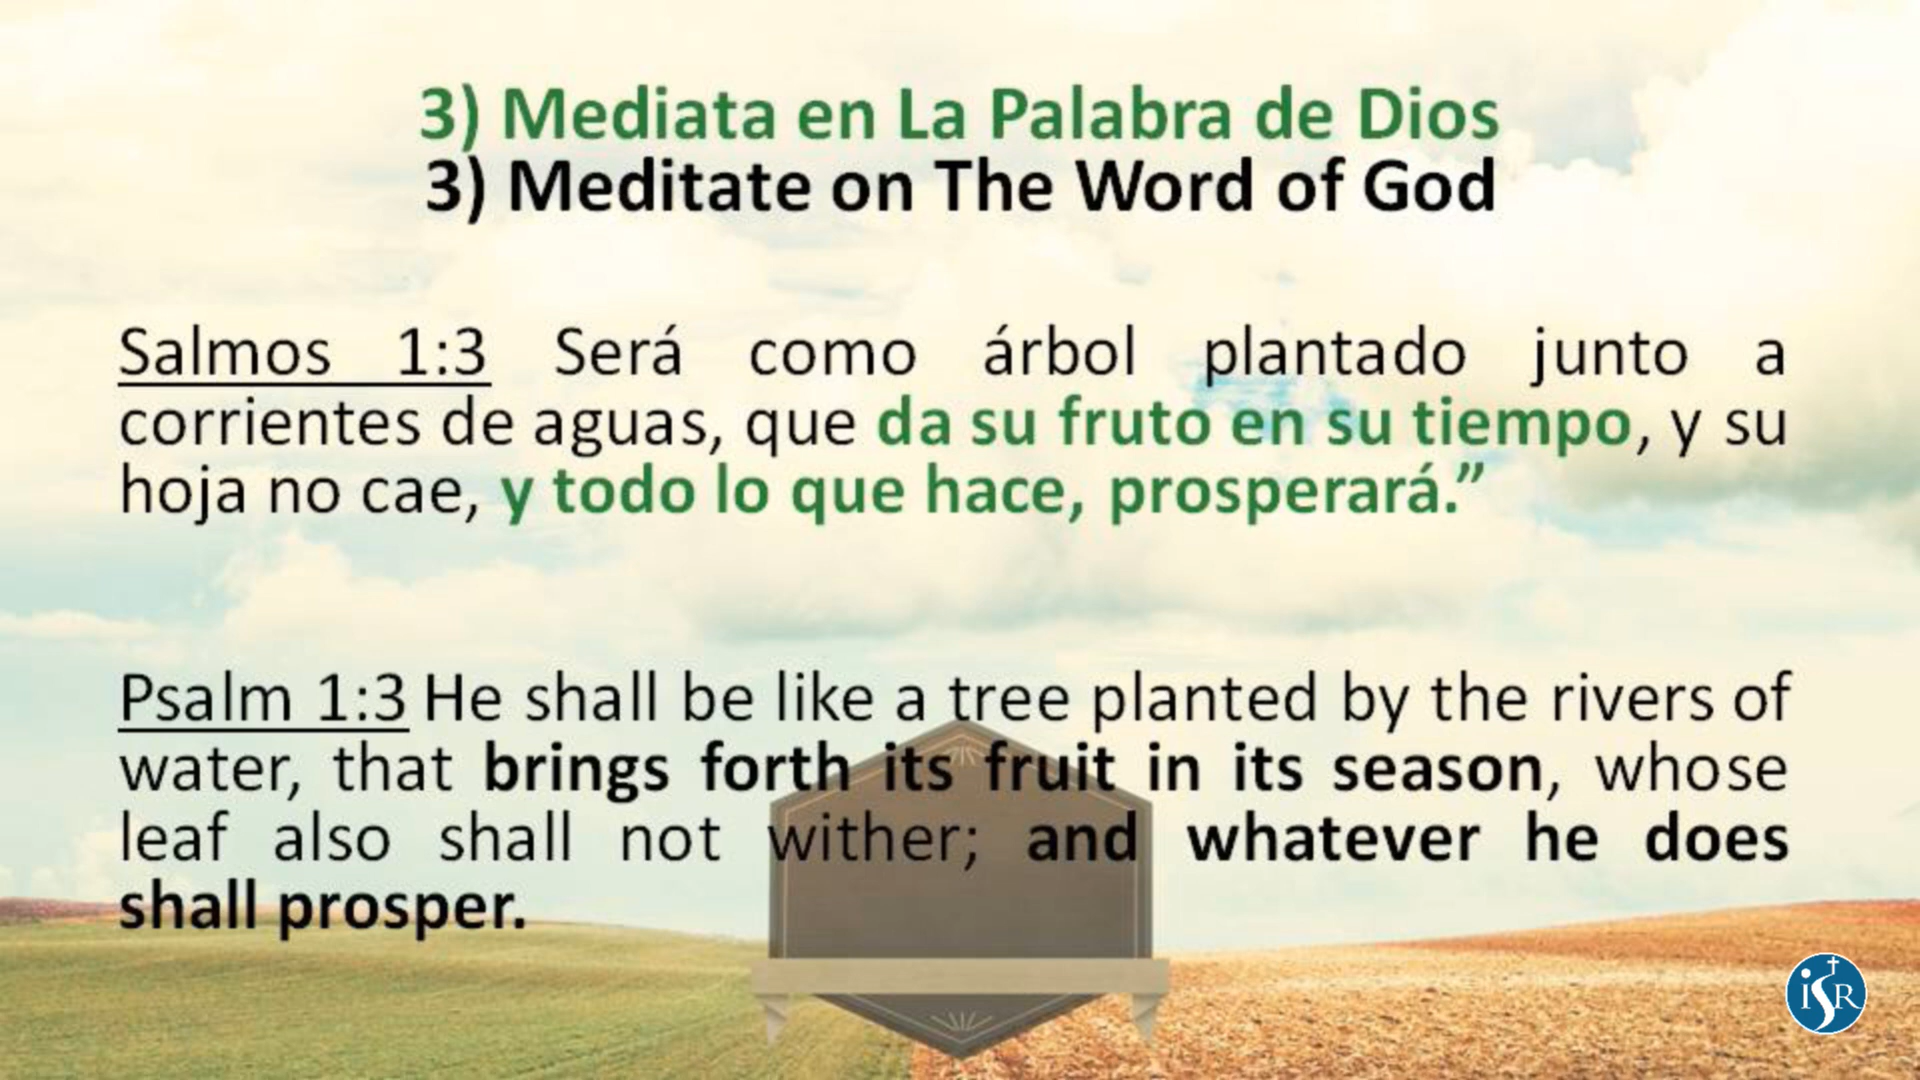 3) Mediata en La Palabra de Dios
3) Meditate on The Word of God
Salmos 1:3 Será como árbol plantado junto a
corrientes de aguas, que da su fruto en su tiempo, y su
hoja no cae, y todo lo que hace, prosperará.”
Psalm 1:3 He shall be like a tree planted by the rivers of
water, that brings forth its fruit in its season, whose
leaf also shall not wither; and whatever he does
shall prosper.
iSR